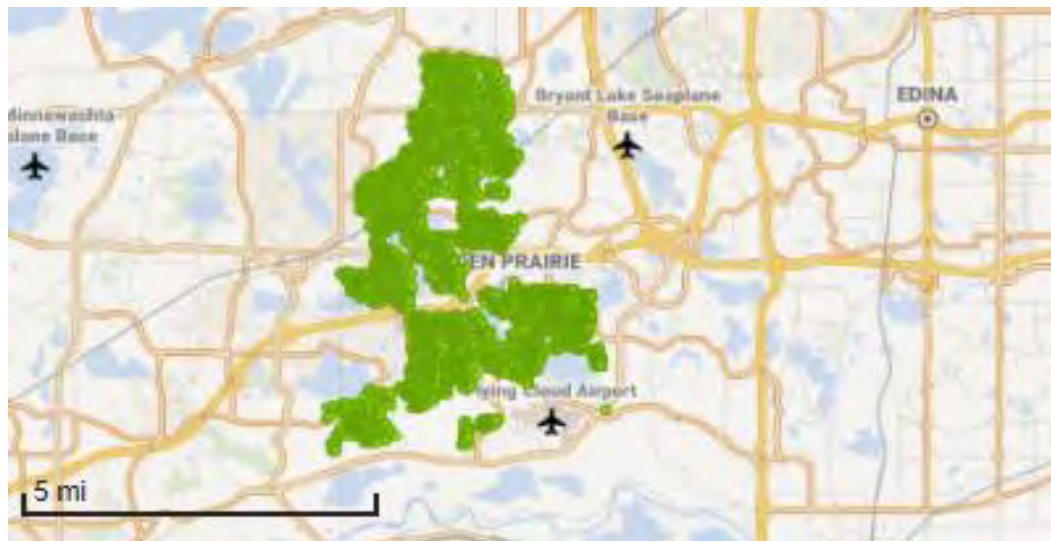 Bryant Lake Seaplane
Base
EDINA
innewashta
lane Base
EN PRAIRIE
ying Cloud Airport
5 mi